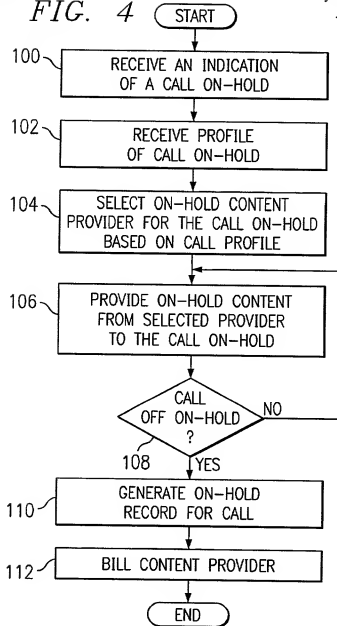 FIG. 4
START
100
RECEIVE AN INDICATION
OF A CALL ON-HOLD
102
RECEIVE PROFILE
OF CALL ON-HOLD
104
SELECT ON-HOLD CONTENT
PROVIDER FOR THE CALL ON-HOLD
BASED ON CALL PROFILE
106
PROVIDE ON-HOLD CONTENT
FROM SELECTED PROVIDER
TO THE CALL ON-HOLD
CALL
OFF ON-HOLD
?
NO
108
YES
110
GENERATE ON-HOLD
RECORD FOR CALL
112
BILL CONTENT PROVIDER
END